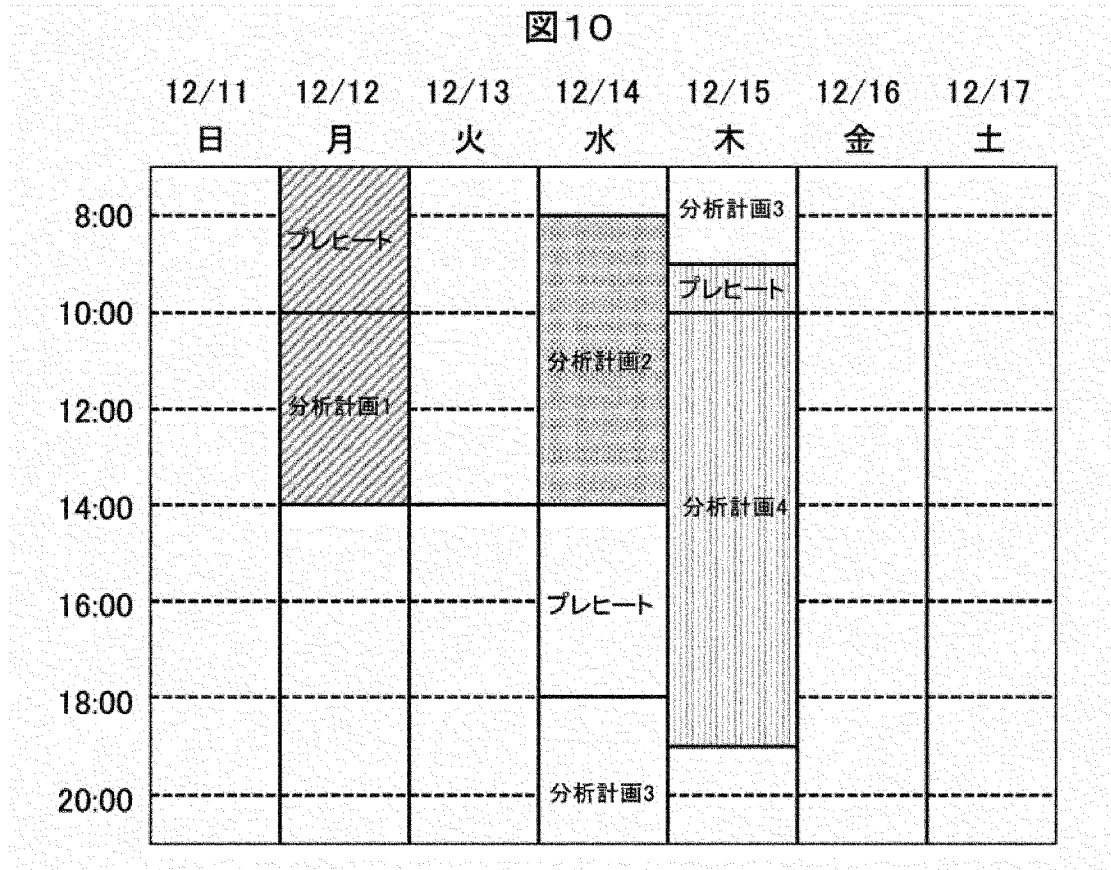 図10
12/11 12/12 12/13 12/14 12/15 12/16 12/17
日 月 火 水 木 金 土
分析計画3
8:00
プレヒート
プレヒート
10:00
分析計画2
12:00
分析計画1
14:00
分析計画4
16:00
プレヒート
18:00
20:00
分析計画3